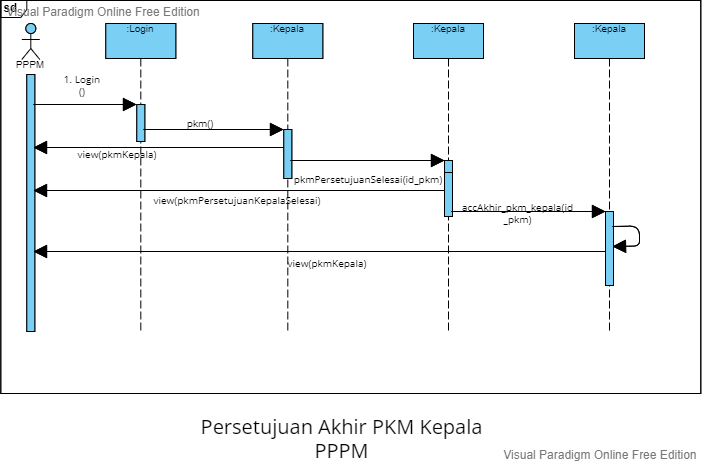 sd
Visual Paradigm Online Free Edition
:Login
:Kepala
:Kepala
:Kepala
PPPM
1. Login
()
pkm()
view(pkmKepala)
pkmPersetujuanSelesai(id_pkm)
view(pkmPersetujuanKepalaSelesai)
accAkhir_pkm_kepala(id
_pkm)
view(pkmKepala)
Persetujuan Akhir PKM Kepala
PPPM
Visual Paradigm Online Free Edition